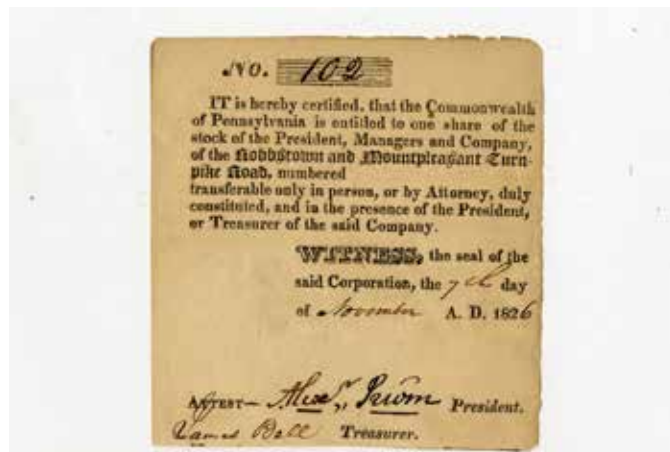 NO. 102
IT is hereby certified, that the Commonwealth
of Pennsylvania is entitled to one share of the
stock of the President, Managers and Company,
of the Robbstown and Mountpleasant Turn-
pike Road, numbered
transferable only in person, or by Attorney, duly
constituted, and in the presence of the President,
or Treasurer of the said Company.
WITNESS, the seal of the
said Corporation, the 7th day
of November A. D. 1826
ATTEST— Alexr. President.
James Bell Treasurer.